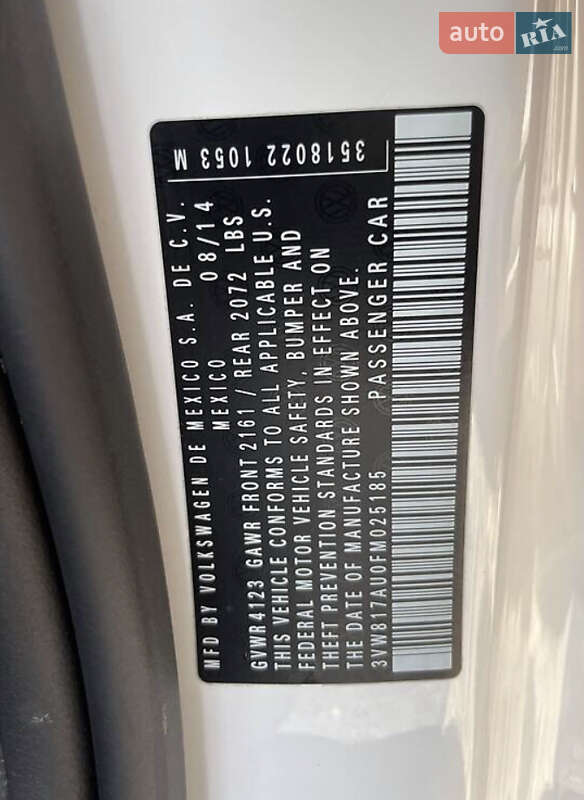 auto RIA.com
MFD BY VOLKSWAGEN DE MEXICO S.A. DE C.V.
MEXICO 08/14
GVWR4123 GAWR FRONT 2161 / REAR 2072 LBS
THIS VEHICLE CONFORMS TO ALL APPLICABLE U.S.
FEDERAL MOTOR VEHICLE SAFETY, BUMPER AND
THEFT PREVENTION STANDARDS IN EFFECT ON
THE DATE OF MANUFACTURE SHOWN ABOVE.
3VW817AU0FM025185 PASSENGER CAR
3518022 1053 M